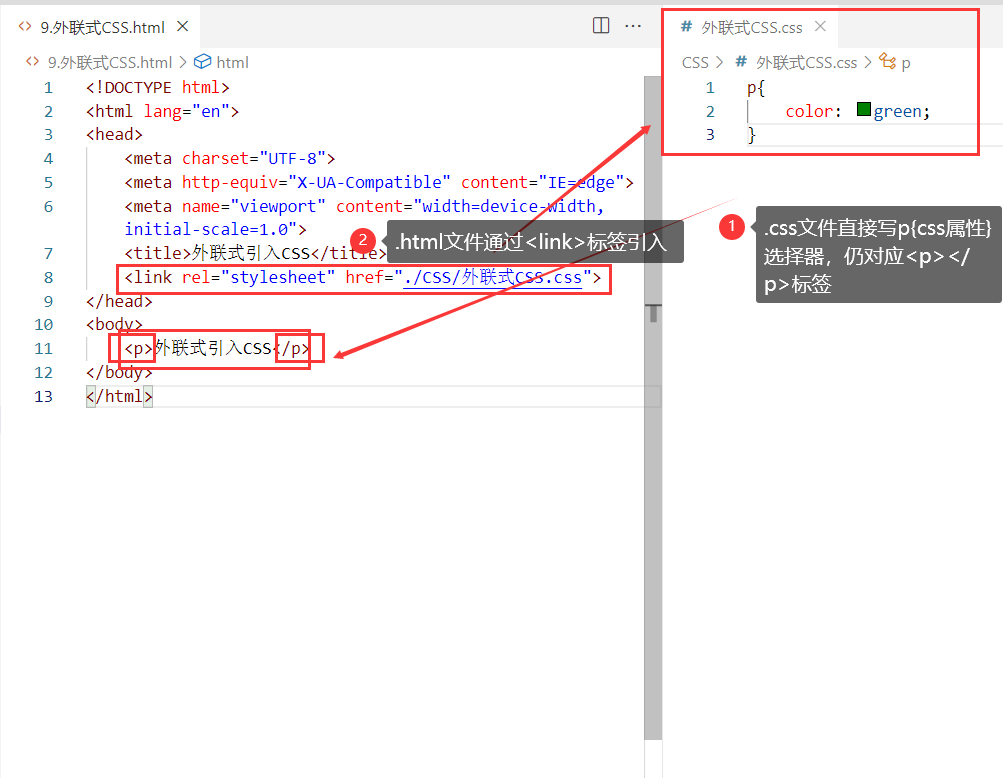 9.外联式CSS.html
9.外联式CSS.html > html
1 <!DOCTYPE html>
2 <html lang="en">
3 <head>
4 <meta charset="UTF-8">
5 <meta http-equiv="X-UA-Compatible" content="IE=edge">
6 <meta name="viewport" content="width=device-width,
initial-scale=1.0">
7 <title>外联式引入CSS</title>
8 <link rel="stylesheet" href="./CSS/外联式CSS.css">
9 </head>
10 <body>
11 <p>外联式引入CSS</p>
12 </body>
13 </html>
2 .html文件通过<link>标签引入
# 外联式CSS.css
CSS > # 外联式CSS.css > p
1 p{
2 color: green;
3 }
1 .css文件直接写p{css属性}
选择器，仍对应<p></
p>标签